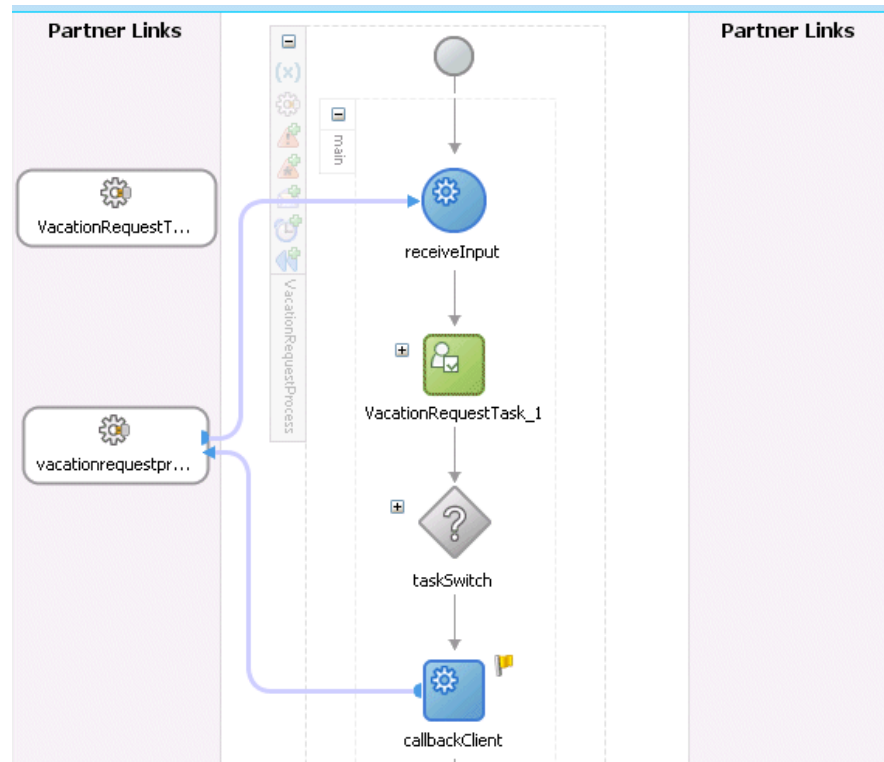 Partner Links
Partner Links
(x)
main
VacationRequestT...
receiveInput
VacationRequestProcess
VacationRequestTask_1
vacationrequestpr...
?
taskSwitch
callbackClient